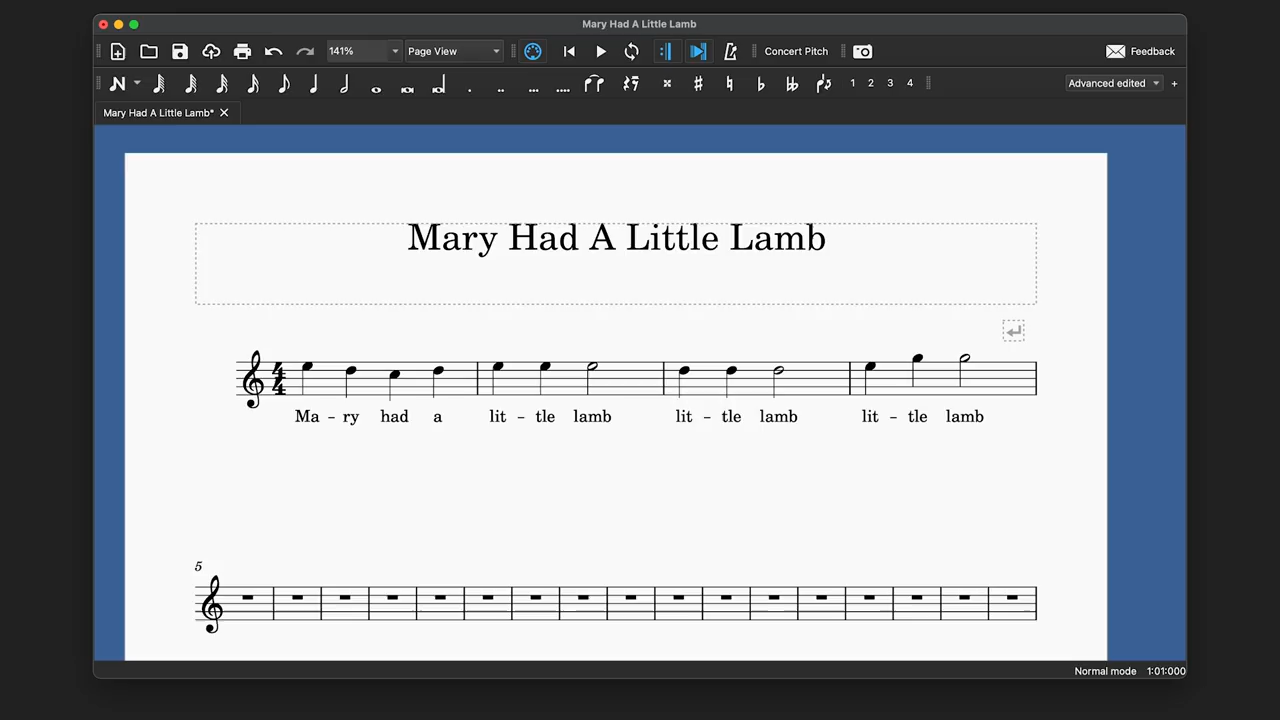 Mary Had A Little Lamb
141% Page View Concert Pitch Feedback
1 2 3 4 Advanced edited +
Mary Had A Little Lamb*
Mary Had A Little Lamb
4
4
Ma – ry had a lit – tle lamb lit – tle lamb lit – tle lamb
5
Normal mode 1:01:000